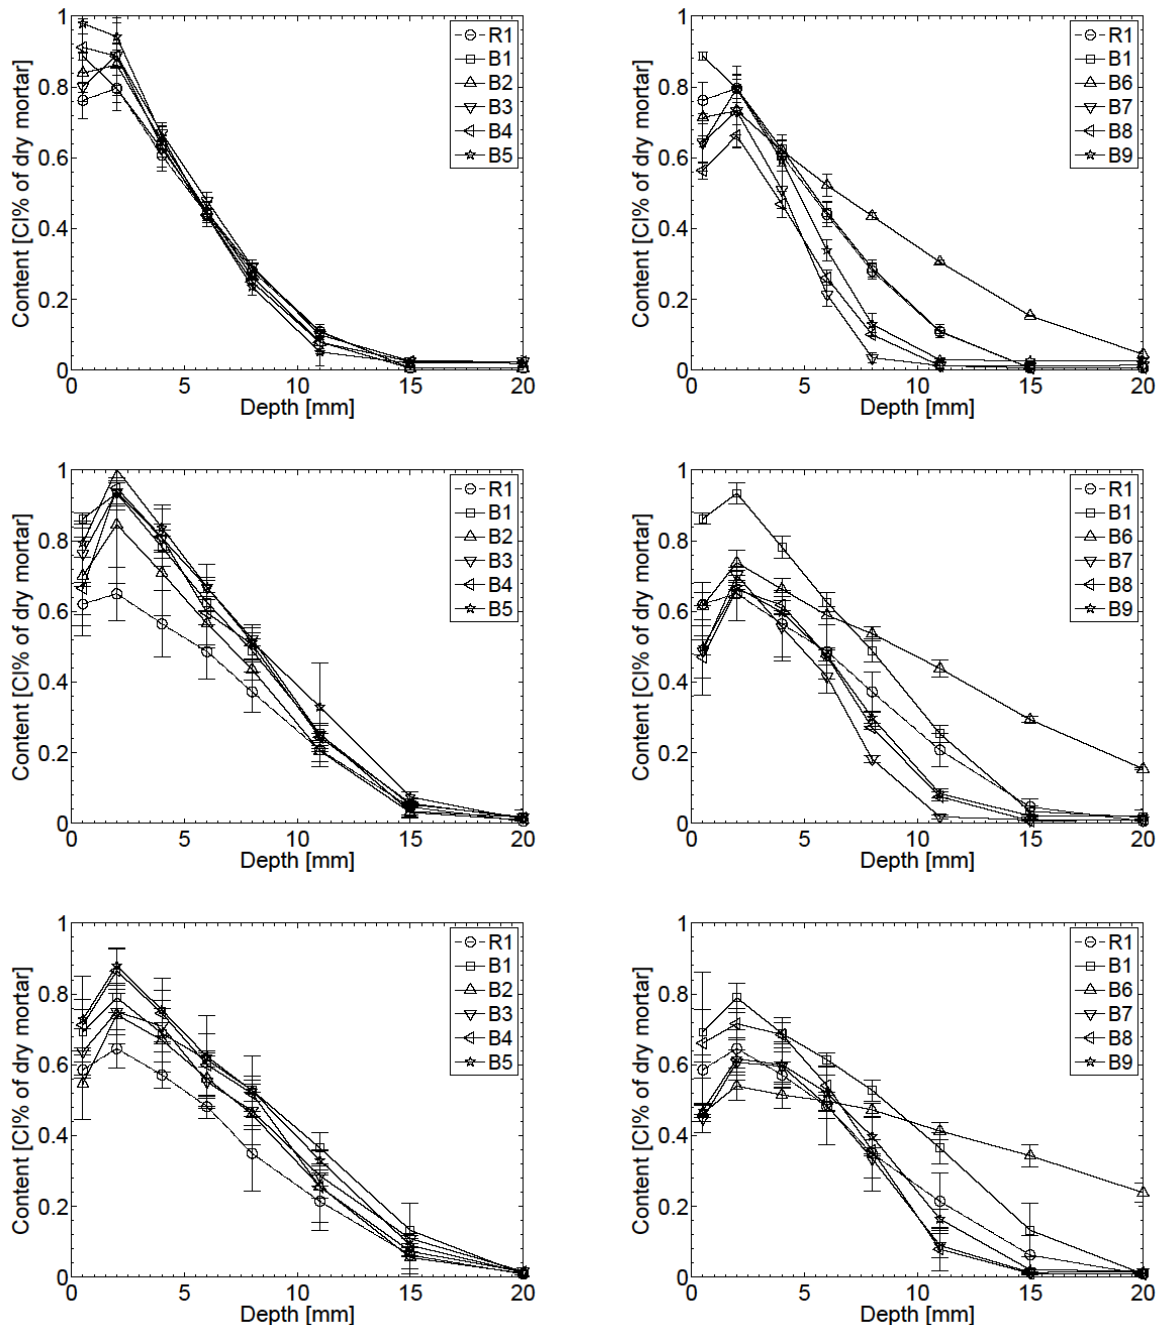 Content [Cl% of dry mortar]
1
0.8
0.6
0.4
0.2
0
0 5 10 15 20
Depth [mm]
R1
B1
B2
B3
B4
B5
Content [Cl% of dry mortar]
1
0.8
0.6
0.4
0.2
0
0 5 10 15 20
Depth [mm]
R1
B1
B6
B7
B8
B9
Content [Cl% of dry mortar]
1
0.8
0.6
0.4
0.2
0
0 5 10 15 20
Depth [mm]
R1
B1
B2
B3
B4
B5
Content [Cl% of dry mortar]
1
0.8
0.6
0.4
0.2
0
0 5 10 15 20
Depth [mm]
R1
B1
B6
B7
B8
B9
Content [Cl% of dry mortar]
1
0.8
0.6
0.4
0.2
0
0 5 10 15 20
Depth [mm]
R1
B1
B2
B3
B4
B5
Content [Cl% of dry mortar]
1
0.8
0.6
0.4
0.2
0
0 5 10 15 20
Depth [mm]
R1
B1
B6
B7
B8
B9